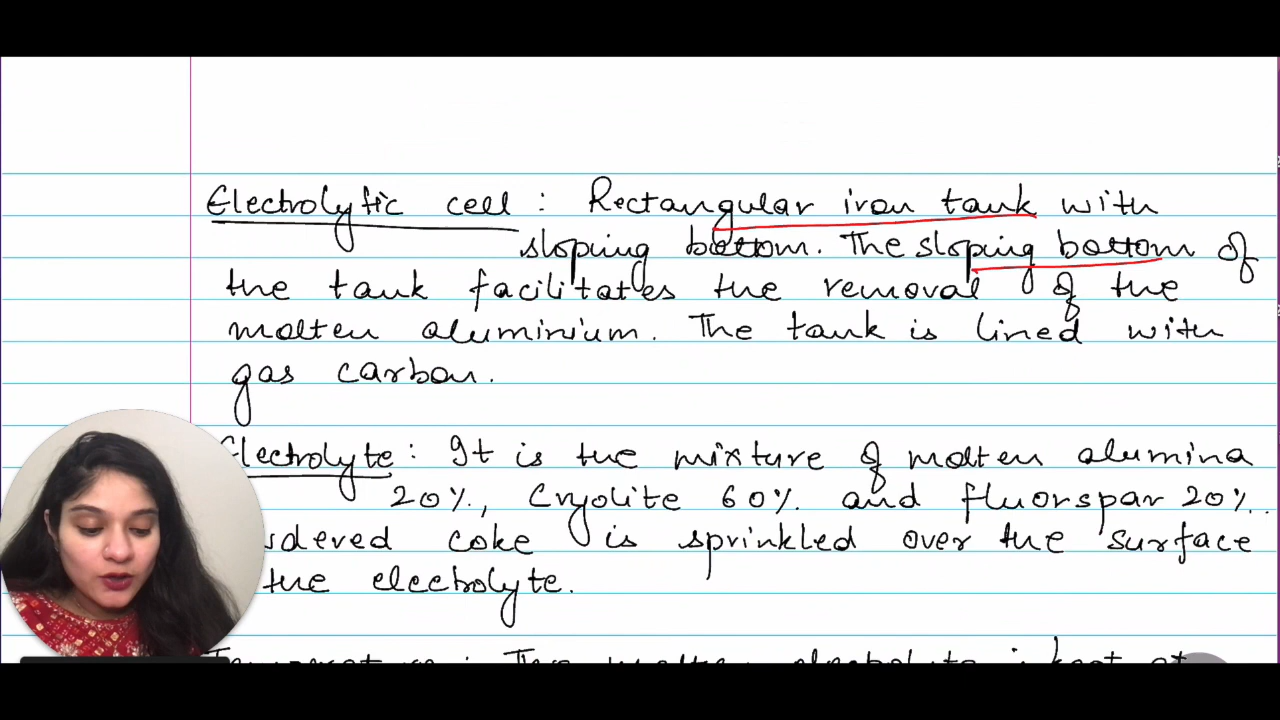 Electrolytic cell : Rectangular iron tank with
sloping bottom. The sloping bottom of
the tank facilitates the removal of the
molten aluminium. The tank is lined with
gas carbon.
Electrolyte : It is the mixture of molten alumina
20%, Cryolite 60% and fluorspar 20%.
coke is sprinkled over the surface
the electrolyte.